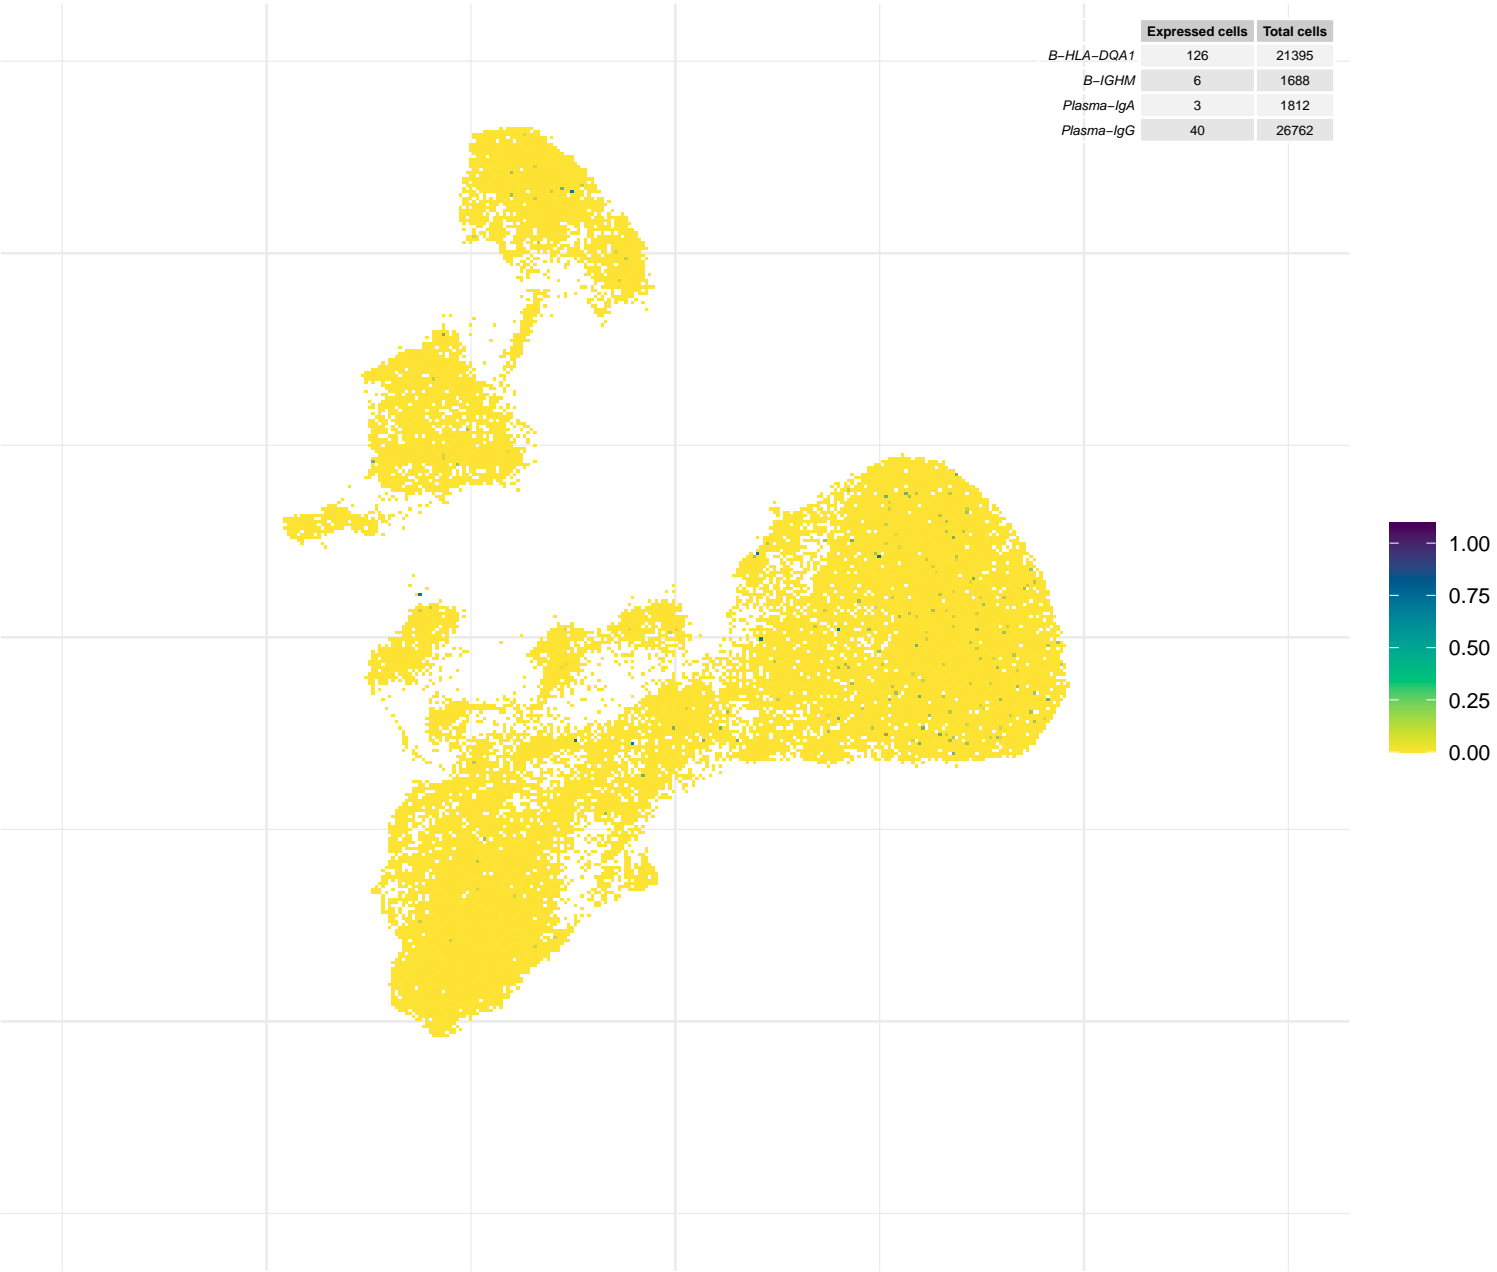 Expressed cells Total cells
B−HLA−DQA1 126 21395
B−IGHM 6 1688
Plasma−IgA 3 1812
Plasma−IgG 40 26762
1.00
0.75
0.50
0.25
0.00